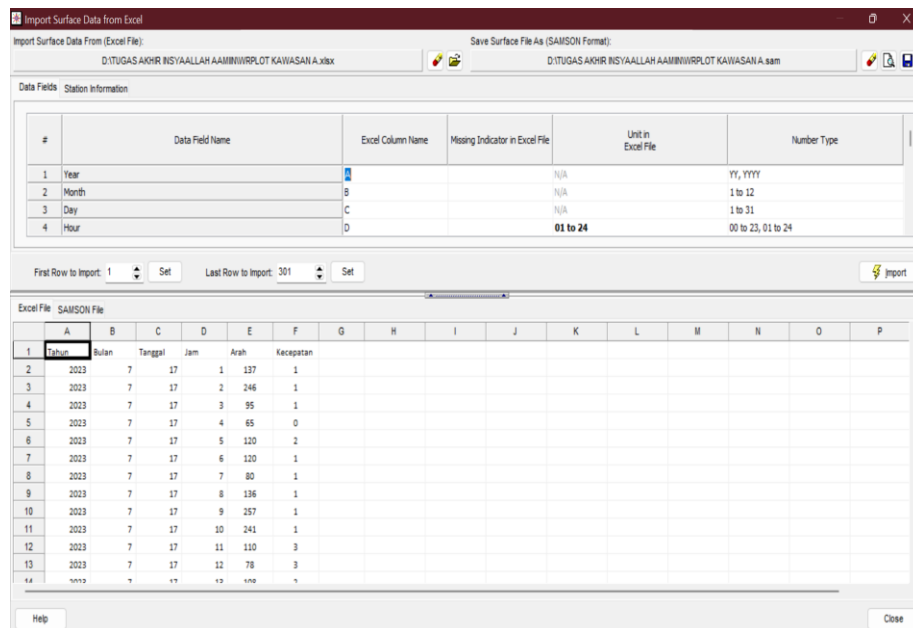 Import Surface Data from Excel
Import Surface Data From (Excel File): Save Surface File As (SAMSON Format):
D:\TUGAS AKHIR INSYAALLAH AAMIIN\WRPLOT KAWASAN A.xlsx D:\TUGAS AKHIR INSYAALLAH AAMIIN\WRPLOT KAWASAN A.sam
Data Fields Station Information
# Data Field Name Excel Column Name Missing Indicator in Excel File Unit in Excel File Number Type
1 Year A N/A YY, YYYY
2 Month B N/A 1 to 12
3 Day C N/A 1 to 31
4 Hour D 01 to 24 00 to 23, 01 to 24
First Row to Import: 1 Set Last Row to Import: 301 Set Import
Excel File SAMSON File
A B C D E F G H I J K L M N O P
1 Tahun Bulan Tanggal Jam Arah Kecepatan
2 2023 7 17 1 137 1
3 2023 7 17 2 246 1
4 2023 7 17 3 95 1
5 2023 7 17 4 65 0
6 2023 7 17 5 120 2
7 2023 7 17 6 120 1
8 2023 7 17 7 80 1
9 2023 7 17 8 136 1
10 2023 7 17 9 257 1
11 2023 7 17 10 241 1
12 2023 7 17 11 110 3
13 2023 7 17 12 78 3
14 2023 7 17 13 108 2
Help Close